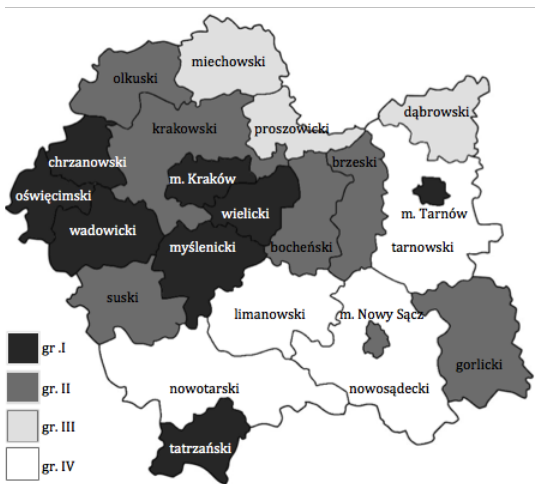 miechowski
olkuski
dąbrowski
krakowski
proszowicki
chrzanowski
brzeski
m. Kraków
oświęcimski
wielicki
m. Tarnów
wadowicki
myślenicki
bocheński
tarnowski
suski
limanowski
m. Nowy Sącz
gr .I
gorlicki
gr. II
nowotarski
nowosądecki
gr. III
tatrzański
gr. IV